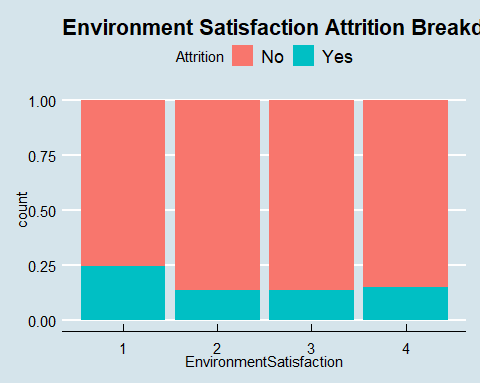 Environment Satisfaction Attrition Breakd
Attrition No Yes
1.00
0.75
0.50
0.25
0.00
count
1 2 3 4
EnvironmentSatisfaction